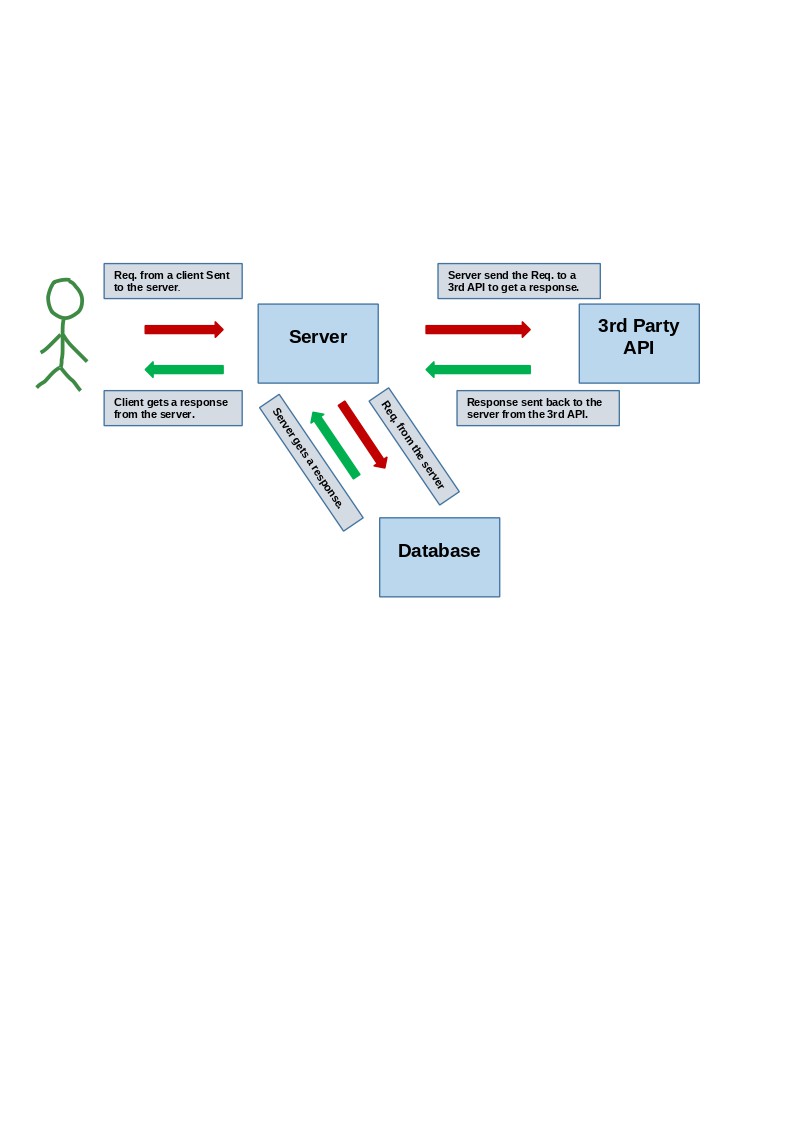 Req. from a client Sent
to the server.
Server send the Req. to a
3rd API to get a response.
Server
3rd Party
API
Client gets a response
from the server.
Response sent back to the
server from the 3rd API.
Server gets a response.
Req. from the server
Database